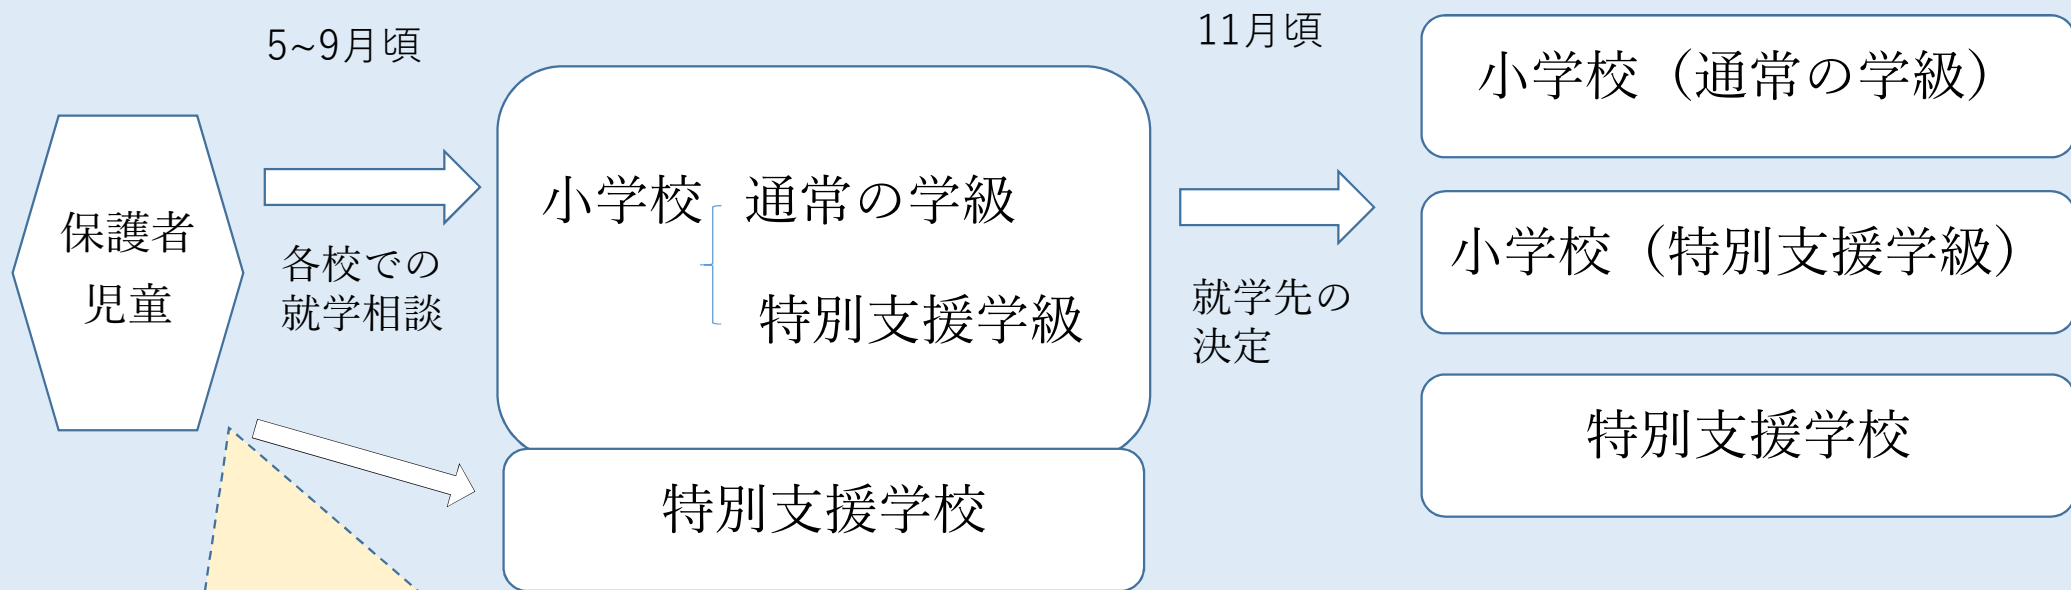 5~9月頃
11月頃
保護者
児童
各校での
就学相談
小学校 通常の学級
特別支援学級
特別支援学校
就学先の
決定
小学校（通常の学級）
小学校（特別支援学級）
特別支援学校